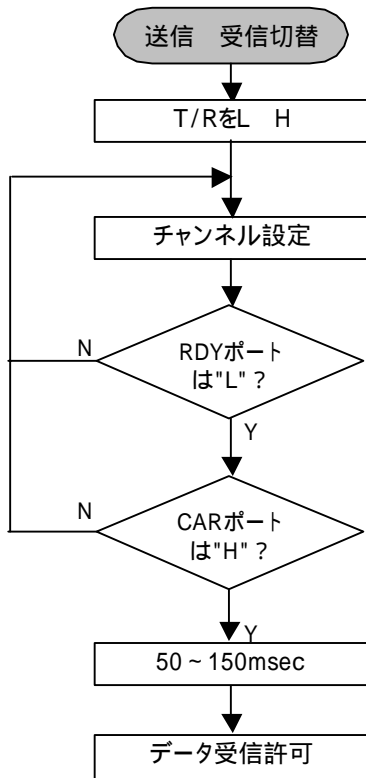 送信　受信切替
T/RをL　H
チャンネル設定
RDYポート
は"L"？
N
Y
CARポート
は"H"？
N
Y
50～150msec
データ受信許可